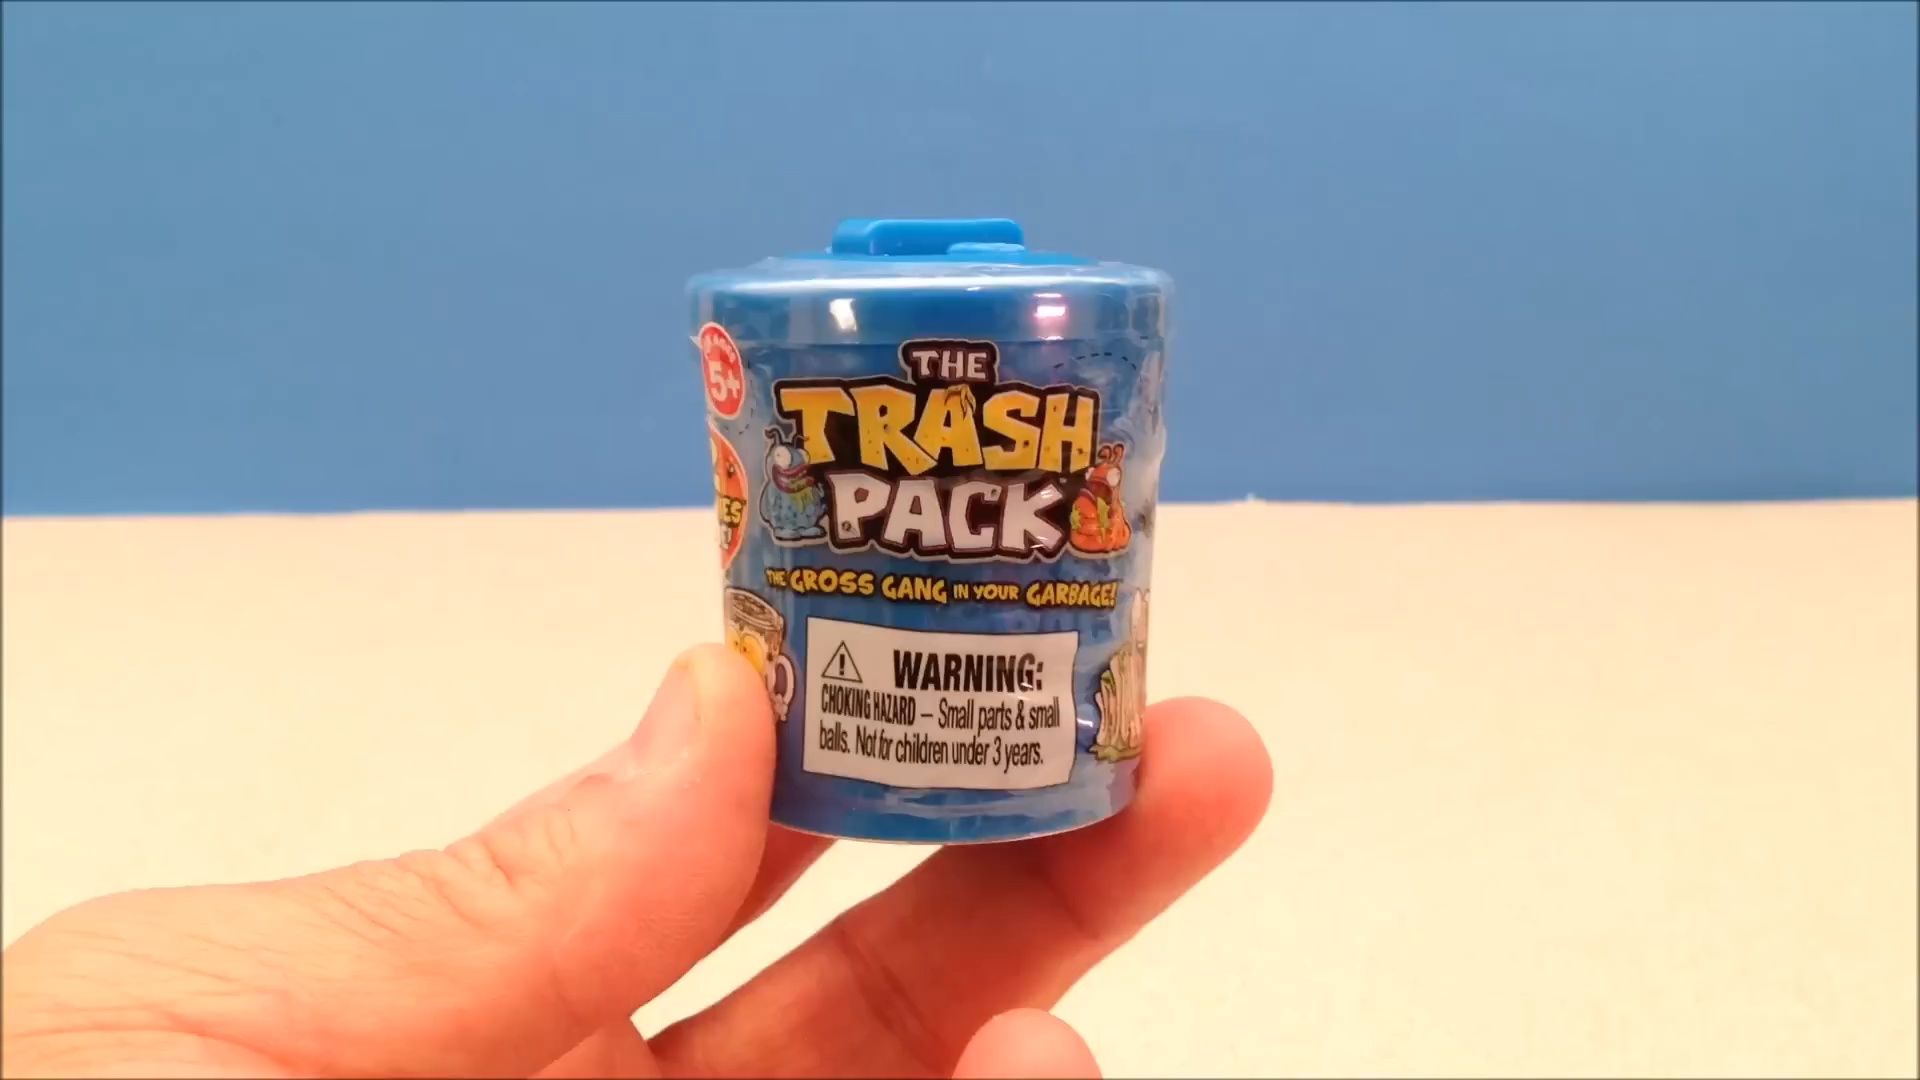 5+
THE
TRASH
PACK
THE GROSS GANG IN YOUR GARBAGE!
WARNING:
CHOKING HAZARD – Small parts & small
balls. Not for children under 3 years.